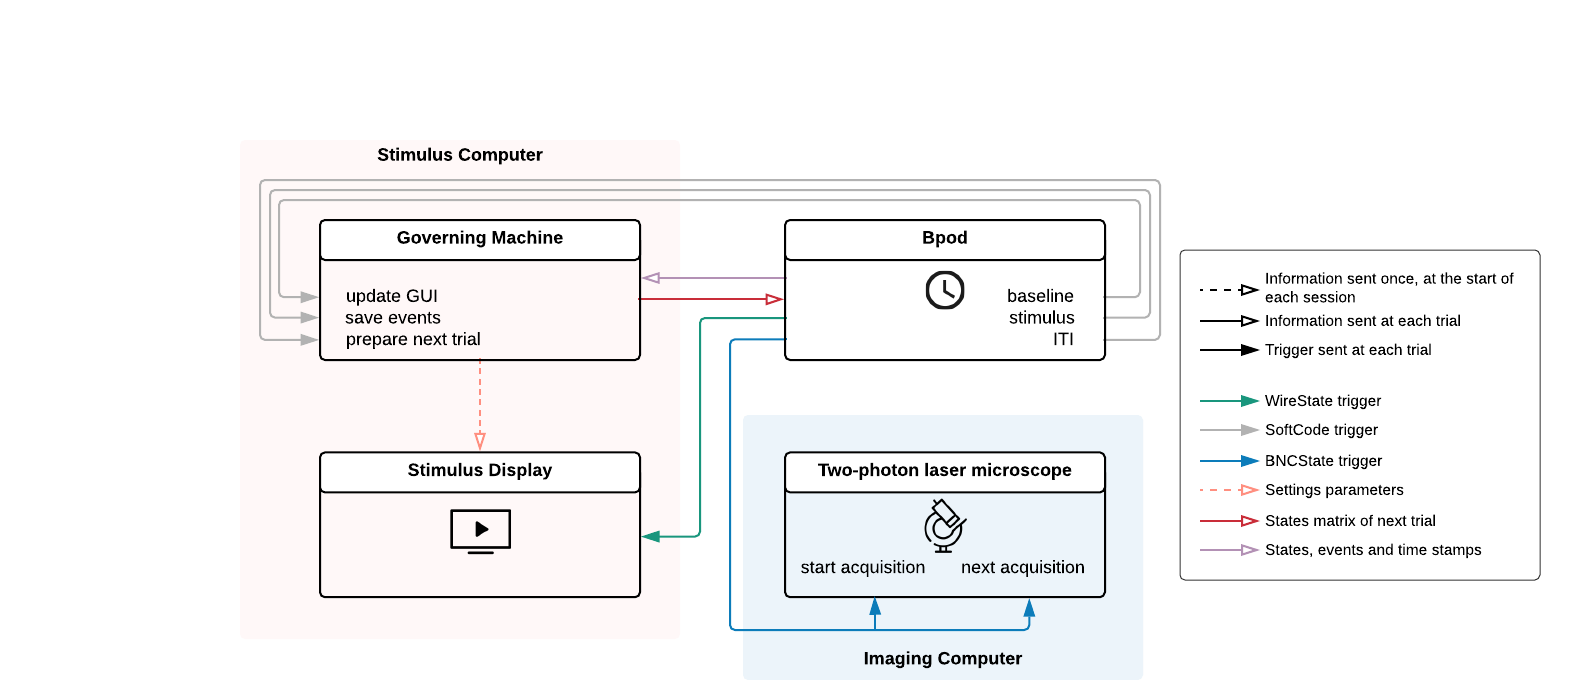 Stimulus Computer
Governing Machine
update GUI
save events
prepare next trial
Bpod
baseline
stimulus
ITI
Stimulus Display
Two-photon laser microscope
start acquisition
next acquisition
Imaging Computer
Information sent once, at the start of
each session
Information sent at each trial
Trigger sent at each trial
WireState trigger
SoftCode trigger
BNCState trigger
Settings parameters
States matrix of next trial
States, events and time stamps